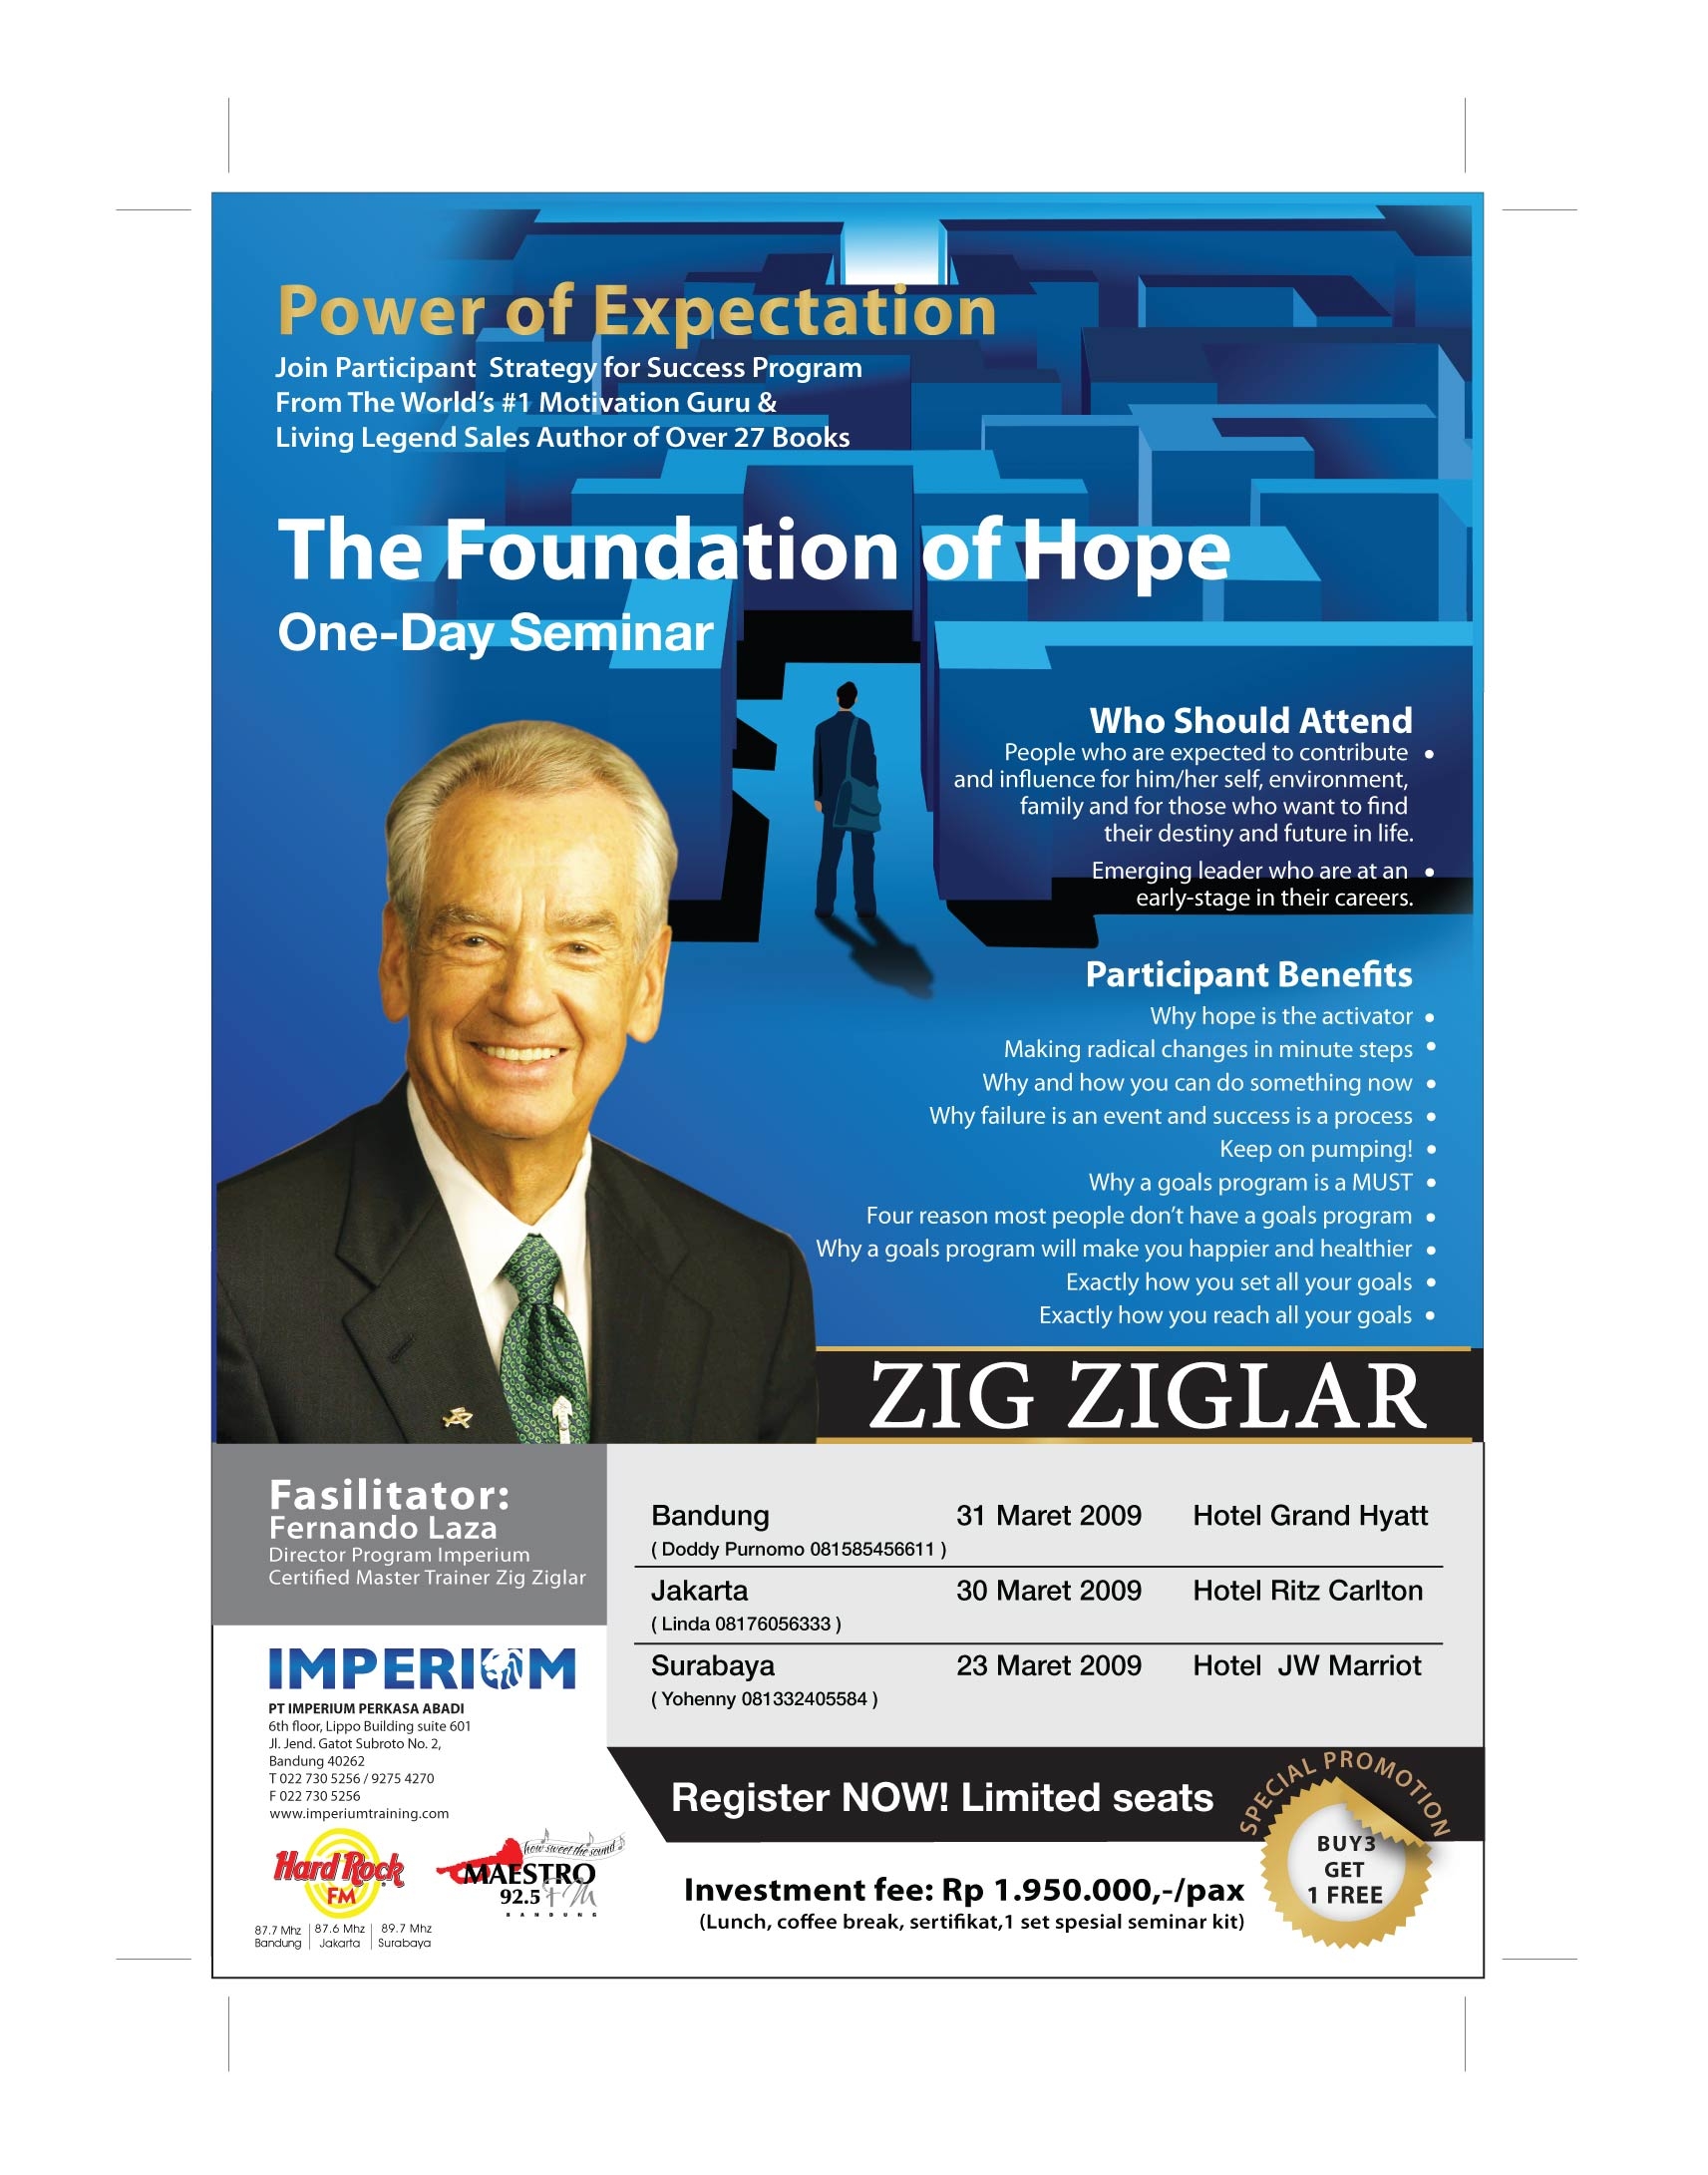 Power of Expectation
Join Participant Strategy for Success Program
From The World's #1 Motivation Guru &
Living Legend Sales Author of Over 27 Books
The Foundation of Hope
One-Day Seminar
Who Should Attend
People who are expected to contribute •
and influence for him/her self, environment,
family and for those who want to find
their destiny and future in life.
Emerging leader who are at an •
early-stage in their careers.
Participant Benefits
Why hope is the activator •
Making radical changes in minute steps •
Why and how you can do something now •
Why failure is an event and success is a process •
Keep on pumping! •
Why a goals program is a MUST •
Four reason most people don't have a goals program •
Why a goals program will make you happier and healthier •
Exactly how you set all your goals •
Exactly how you reach all your goals •
ZIG ZIGLAR
Fasilitator:
Fernando Laza
Director Program Imperium
Certified Master Trainer Zig Ziglar
Bandung 31 Maret 2009 Hotel Grand Hyatt
( Doddy Purnomo 081585456611 )
Jakarta 30 Maret 2009 Hotel Ritz Carlton
( Linda 08176056333 )
Surabaya 23 Maret 2009 Hotel JW Marriot
( Yohenny 081332405584 )
IMPERIUM
PT IMPERIUM PERKASA ABADI
6th floor, Lippo Building suite 601
Jl. Jend. Gatot Subroto No. 2,
Bandung 40262
T 022 730 5256 / 9275 4270
F 022 730 5256
www.imperiumtraining.com
Hard Rock
FM
87.7 Mhz 87.6 Mhz 89.7 Mhz
Bandung Jakarta Surabaya
how sweet the sound
MAESTRO
92.5 FM
BANDUNG
Register NOW! Limited seats
SPECIAL PROMOTION
BUY3
GET
1 FREE
Investment fee: Rp 1.950.000,-/pax
(Lunch, coffee break, sertifikat,1 set spesial seminar kit)